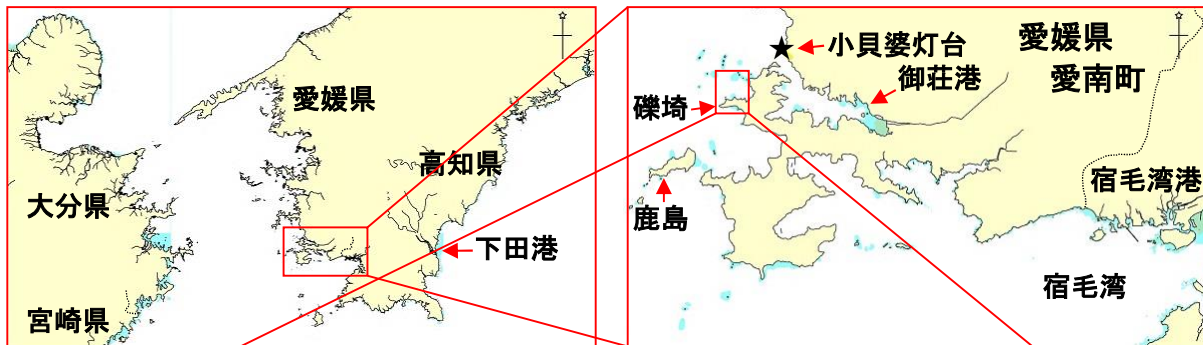 愛媛県
高知県
大分県
下田港
宮崎県
小貝婆灯台
愛媛県
愛南町
御荘港
礫埼
鹿島
宿毛湾港
宿毛湾